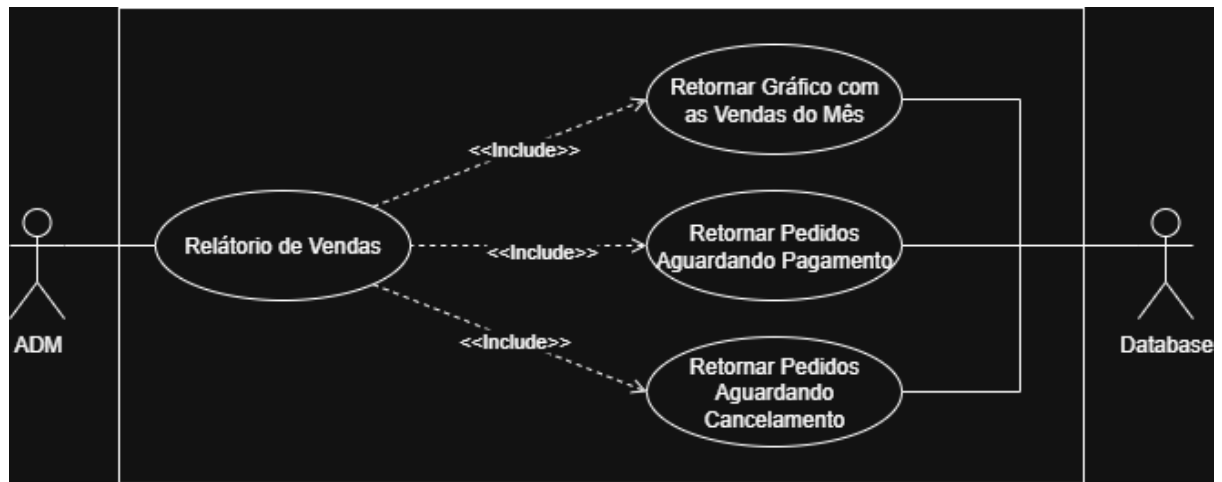 Retornar Gráfico com
as Vendas do Mês
<<Include>>
Relátorio de Vendas
<<Include>>
Retornar Pedidos
Aguardando Pagamento
ADM
<<Include>>
Database
Retornar Pedidos
Aguardando
Cancelamento